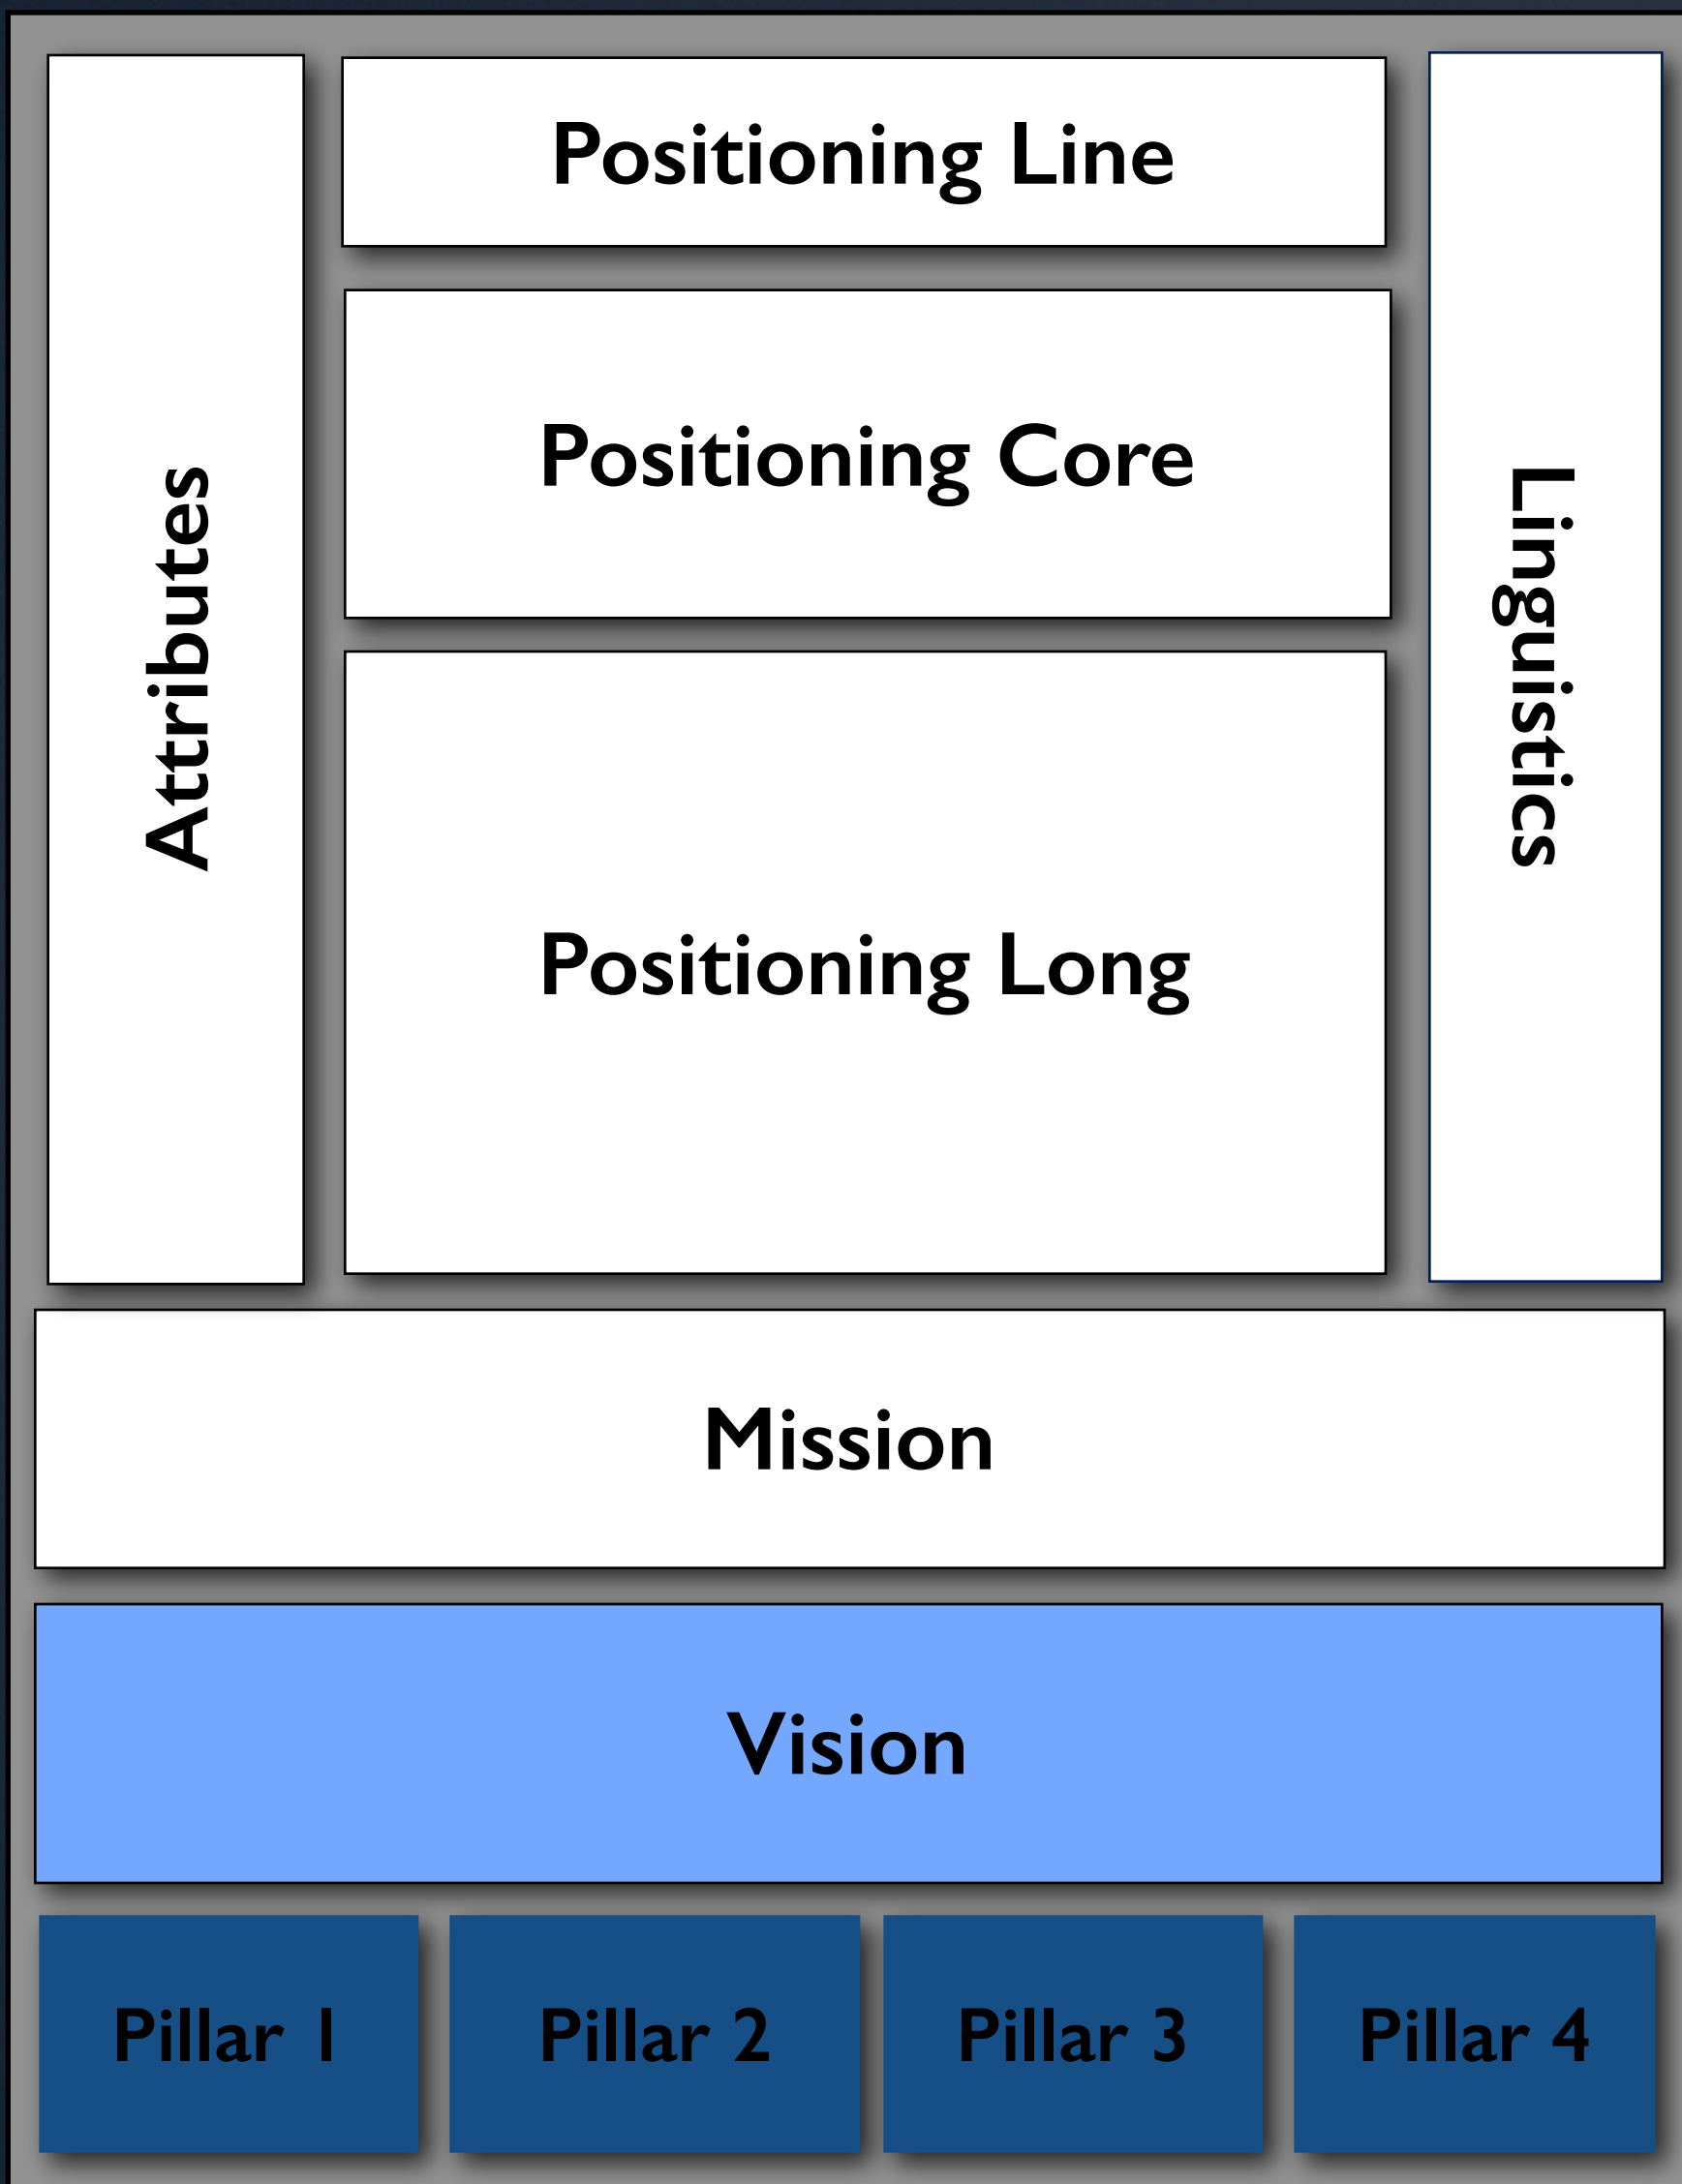 Attributes
Positioning Line
Positioning Core
Positioning Long
Linguistics
Mission
Vision
Pillar 1
Pillar 2
Pillar 3
Pillar 4